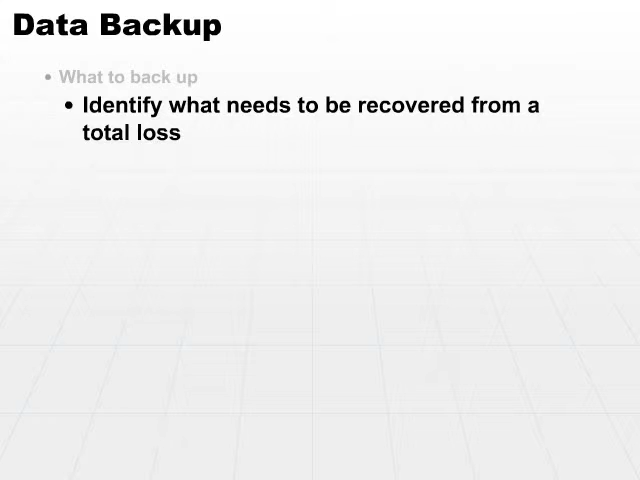 Data Backup
• What to back up
• Identify what needs to be recovered from a
total loss